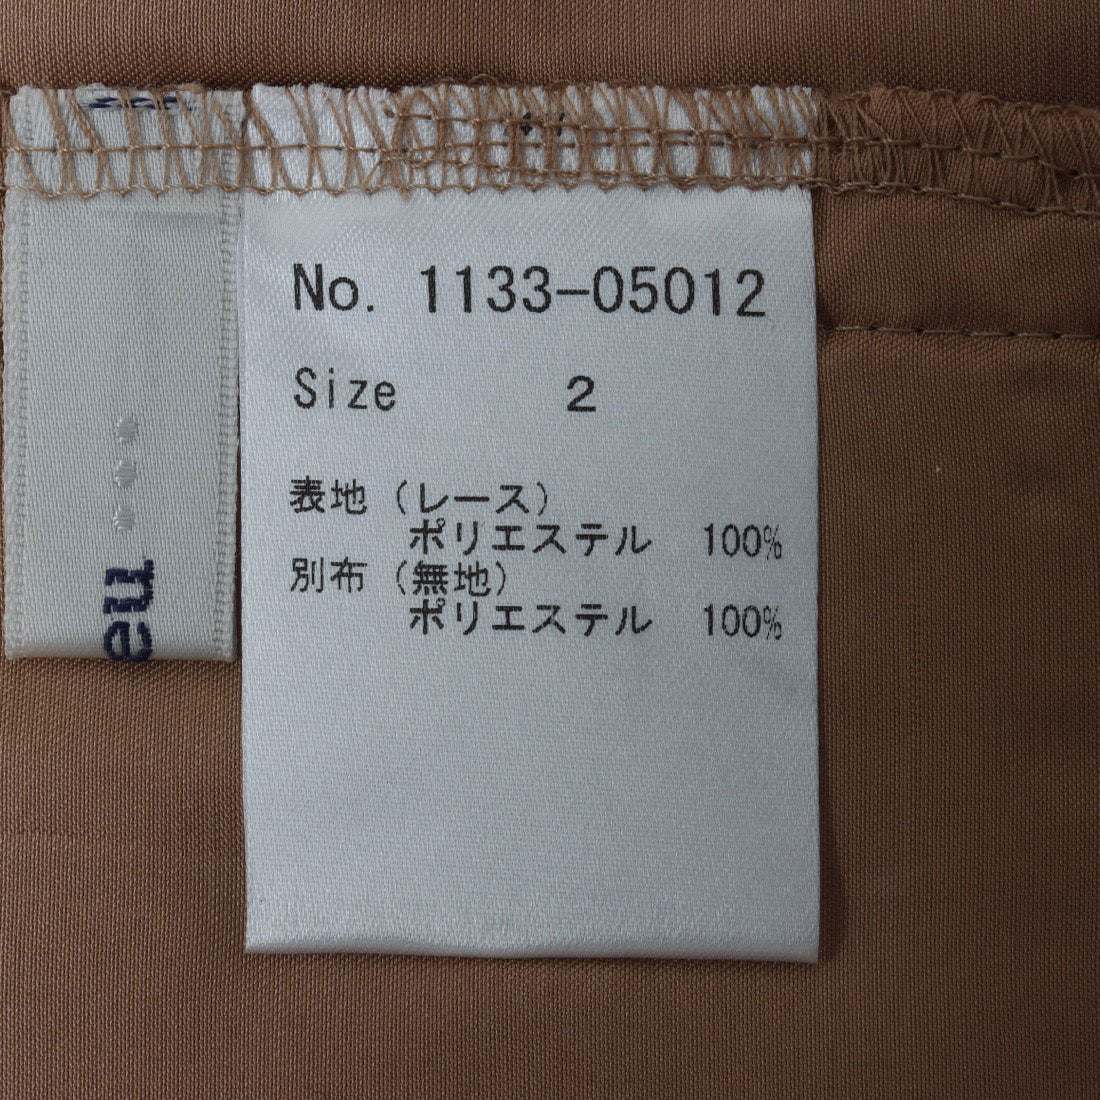 No. 1133-05012
Size 2
表地(レース)
ポリエステル 100%
別布(無地)
ポリエステル 100%